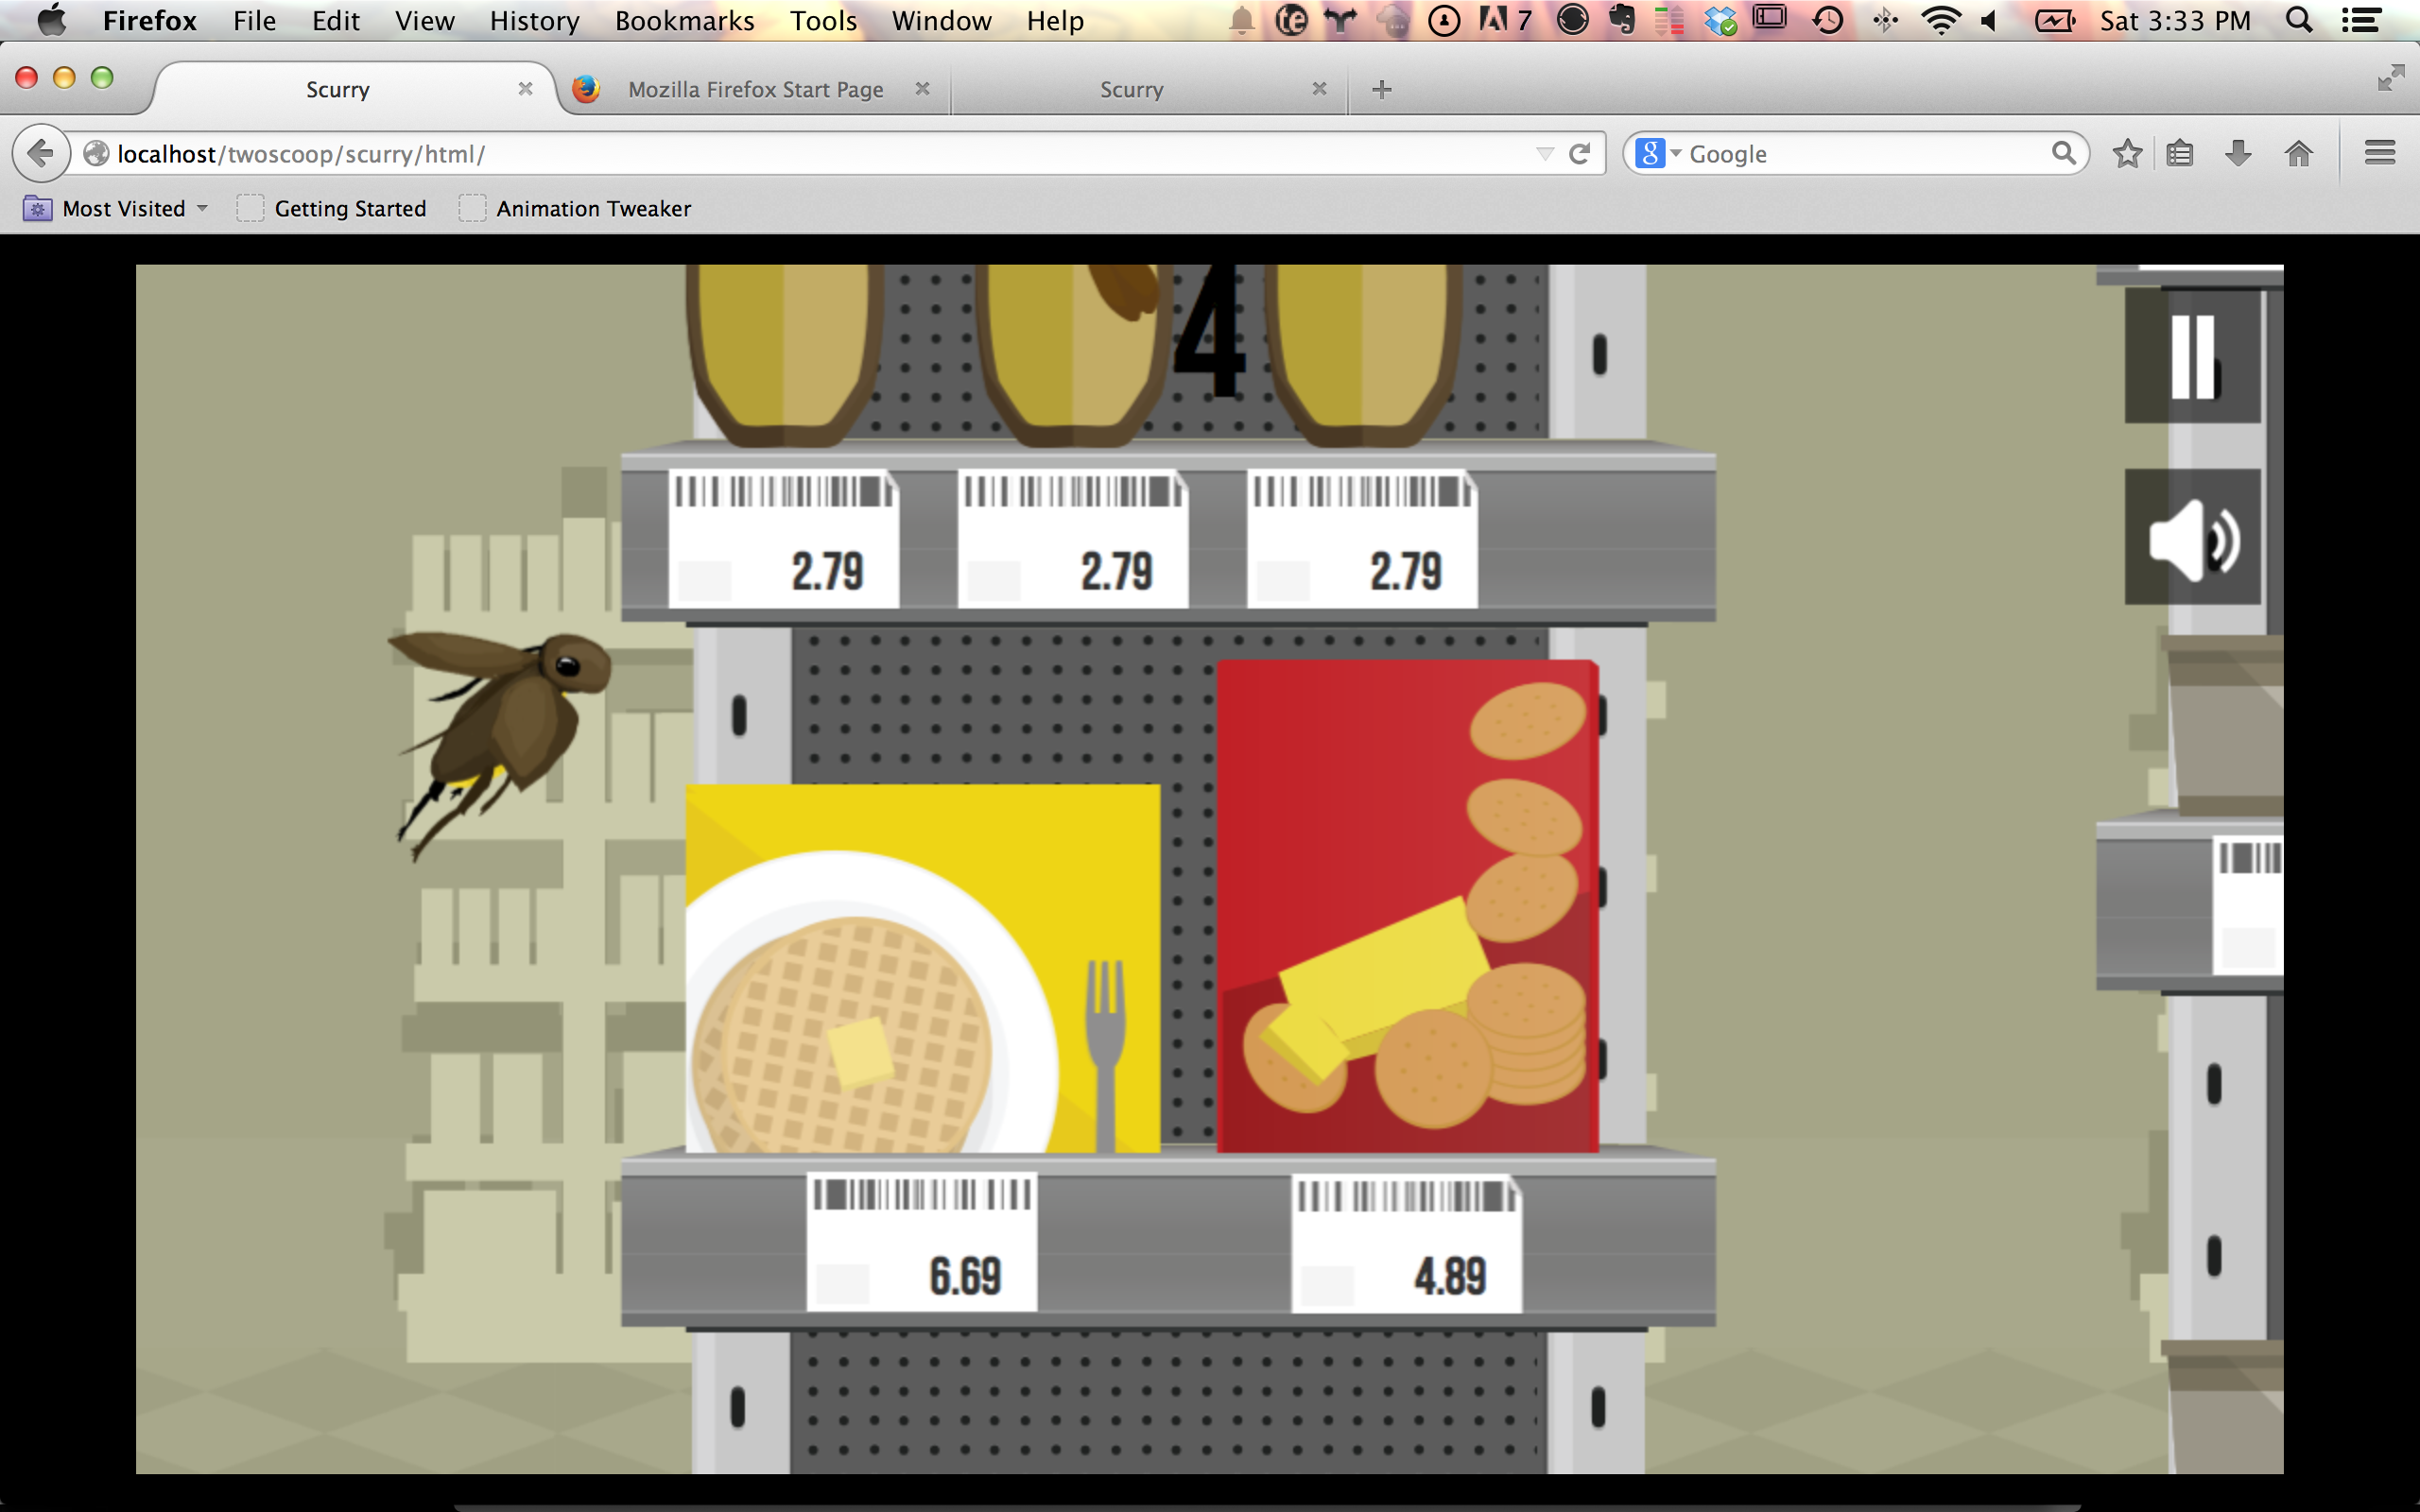 Firefox File Edit View History Bookmarks Tools Window Help te 7 Sat 3:33 PM
Scurry Mozilla Firefox Start Page Scurry
localhost/twoscoop/scurry/html/ g Google
Most Visited Getting Started Animation Tweaker
4
2.79 2.79 2.79
6.69 4.89